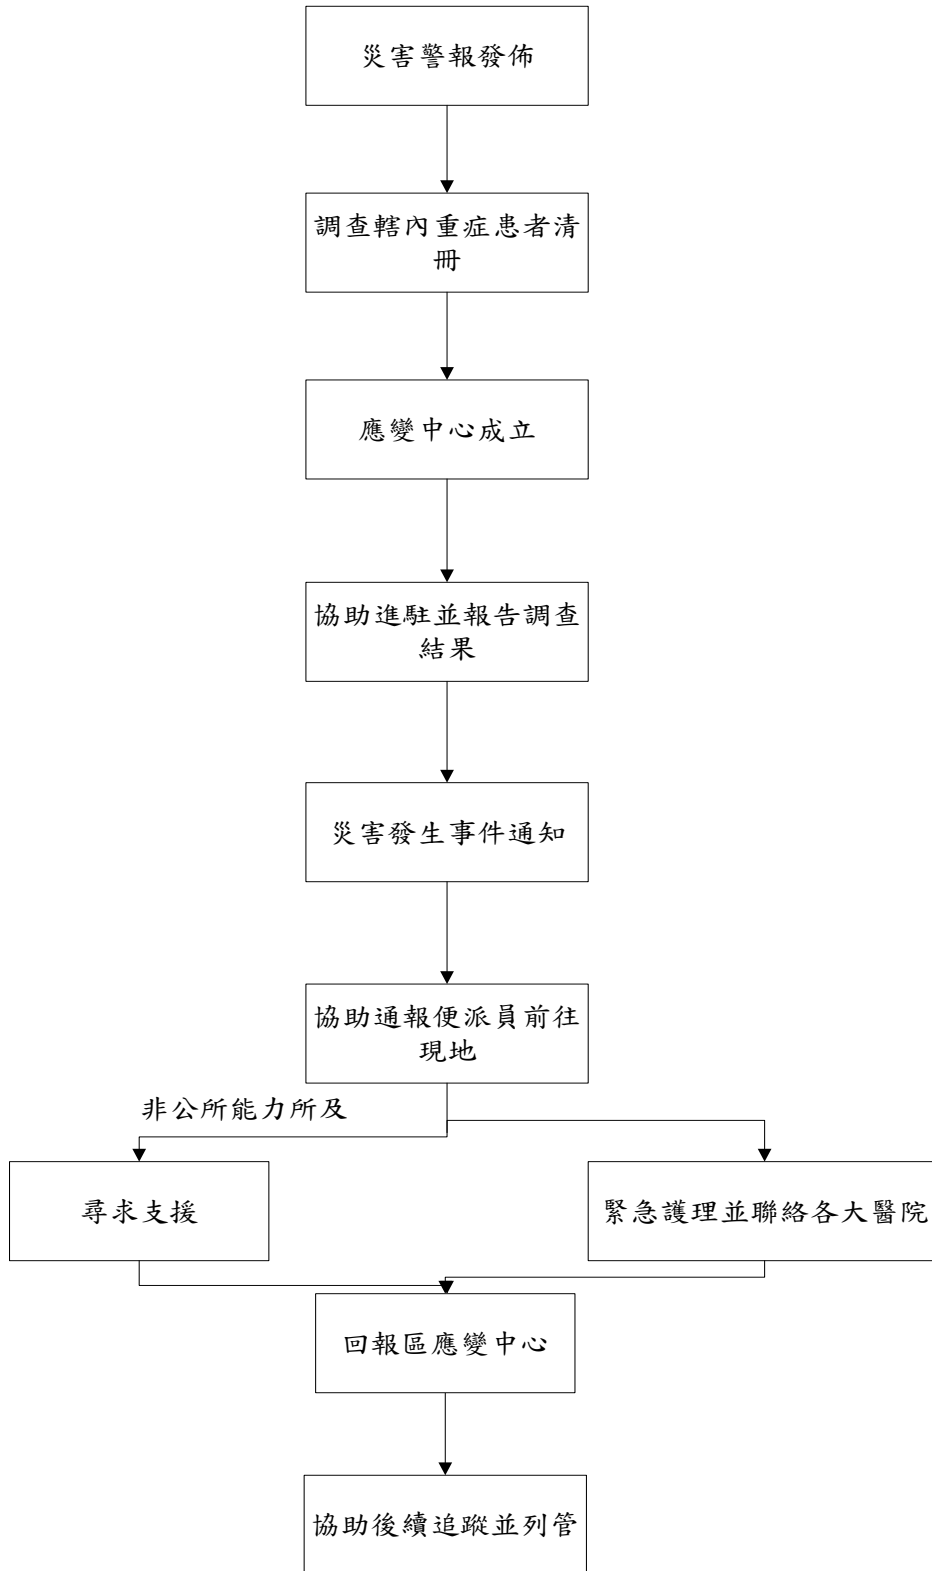 災害警報發佈
調查轄內重症患者清
冊
應變中心成立
協助進駐並報告調查
結果
災害發生事件通知
協助通報便派員前往
現地
非公所能力所及
尋求支援
緊急護理並聯絡各大醫院
回報區應變中心
協助後續追蹤並列管